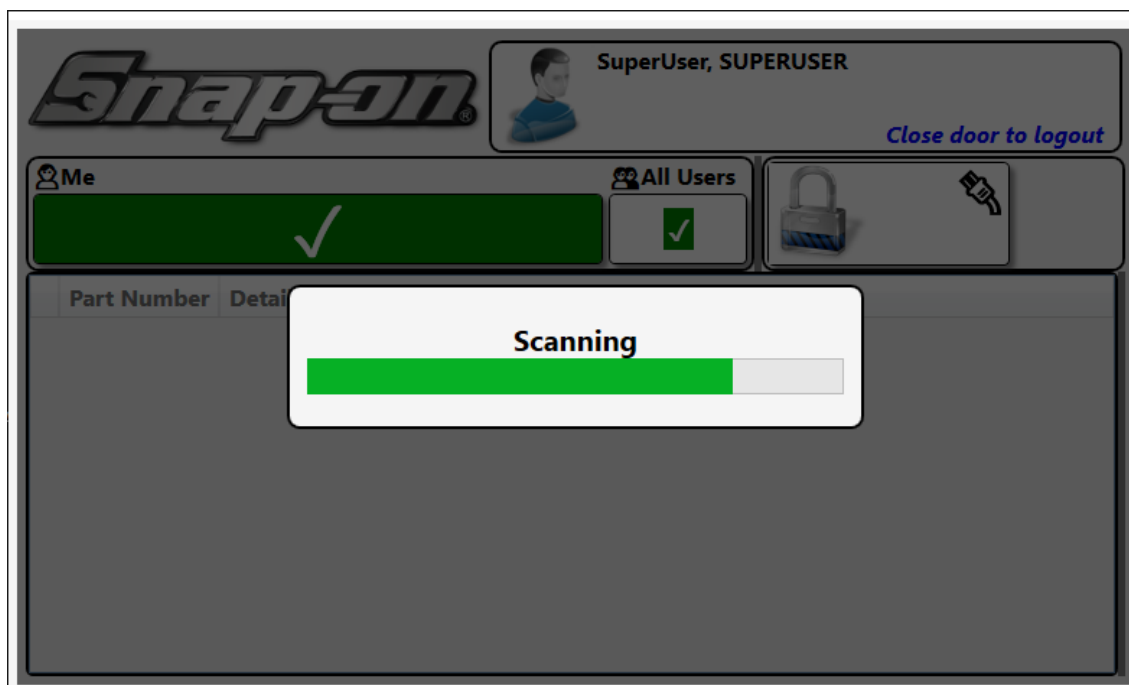 Snap-on®
SuperUser, SUPERUSER
Close door to logout
Me
All Users
Part Number
Scanning